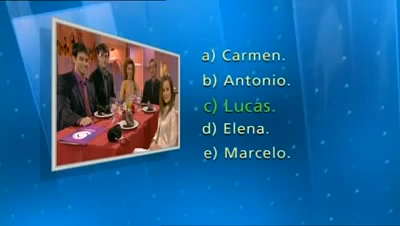 a) Carmen.
b) Antonio.
c) Lucas.
d) Elena.
e) Marcelo.